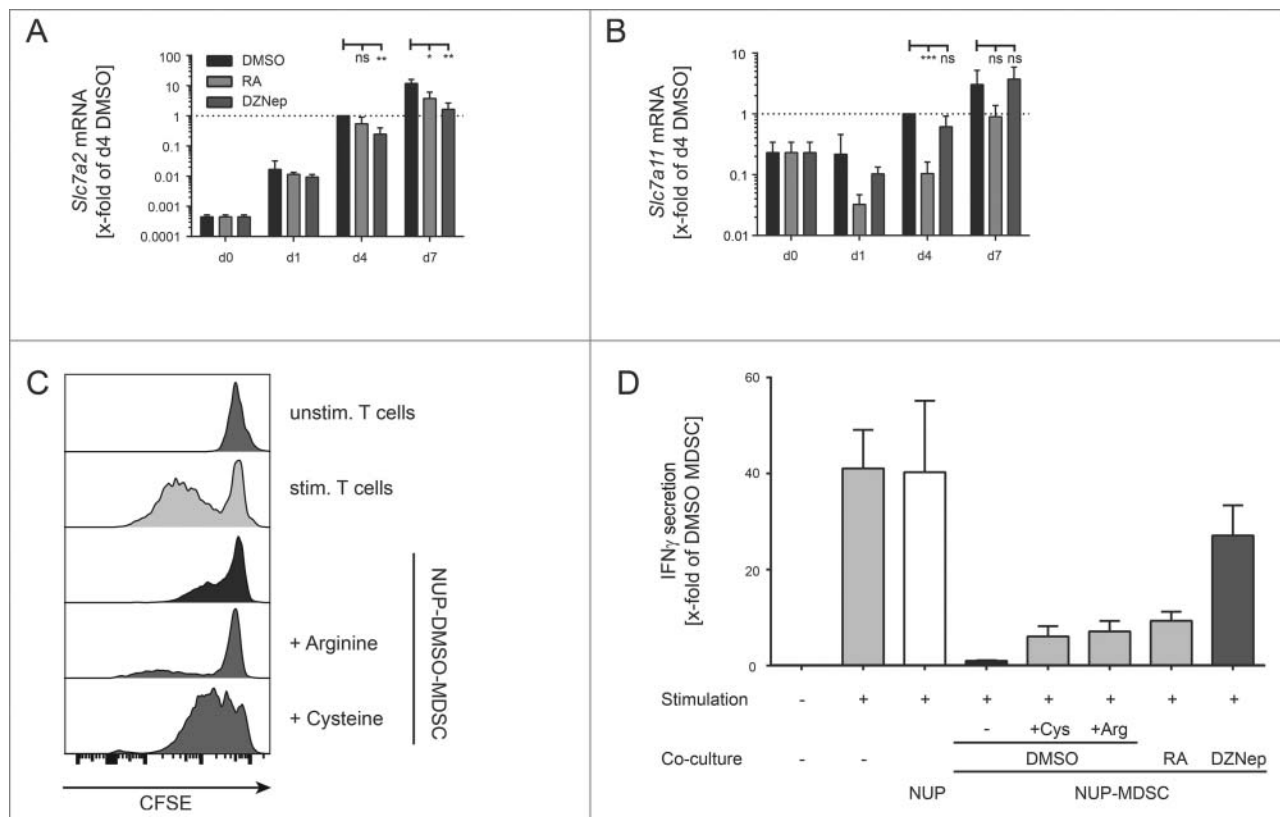 A
Slc7a2 mRNA
[x-fold of d4 DMSO]
100
10
1
0.1
0.01
0.001
0.0001
DMSO
RA
DZNep
ns **
* **
d0 d1 d4 d7
B
Slc7a11 mRNA
[x-fold of d4 DMSO]
10
1
0.1
0.01
*** ns
ns ns
d0 d1 d4 d7
C
unstim. T cells
stim. T cells
+ Arginine
+ Cysteine
NUP-DMSO-MDSC
CFSE
D
IFNγ secretion
[x-fold of DMSO MDSC]
60
40
20
0
Stimulation - + + + + + + +
- +Cys +Arg
Co-culture - - DMSO RA DZNep
NUP NUP-MDSC